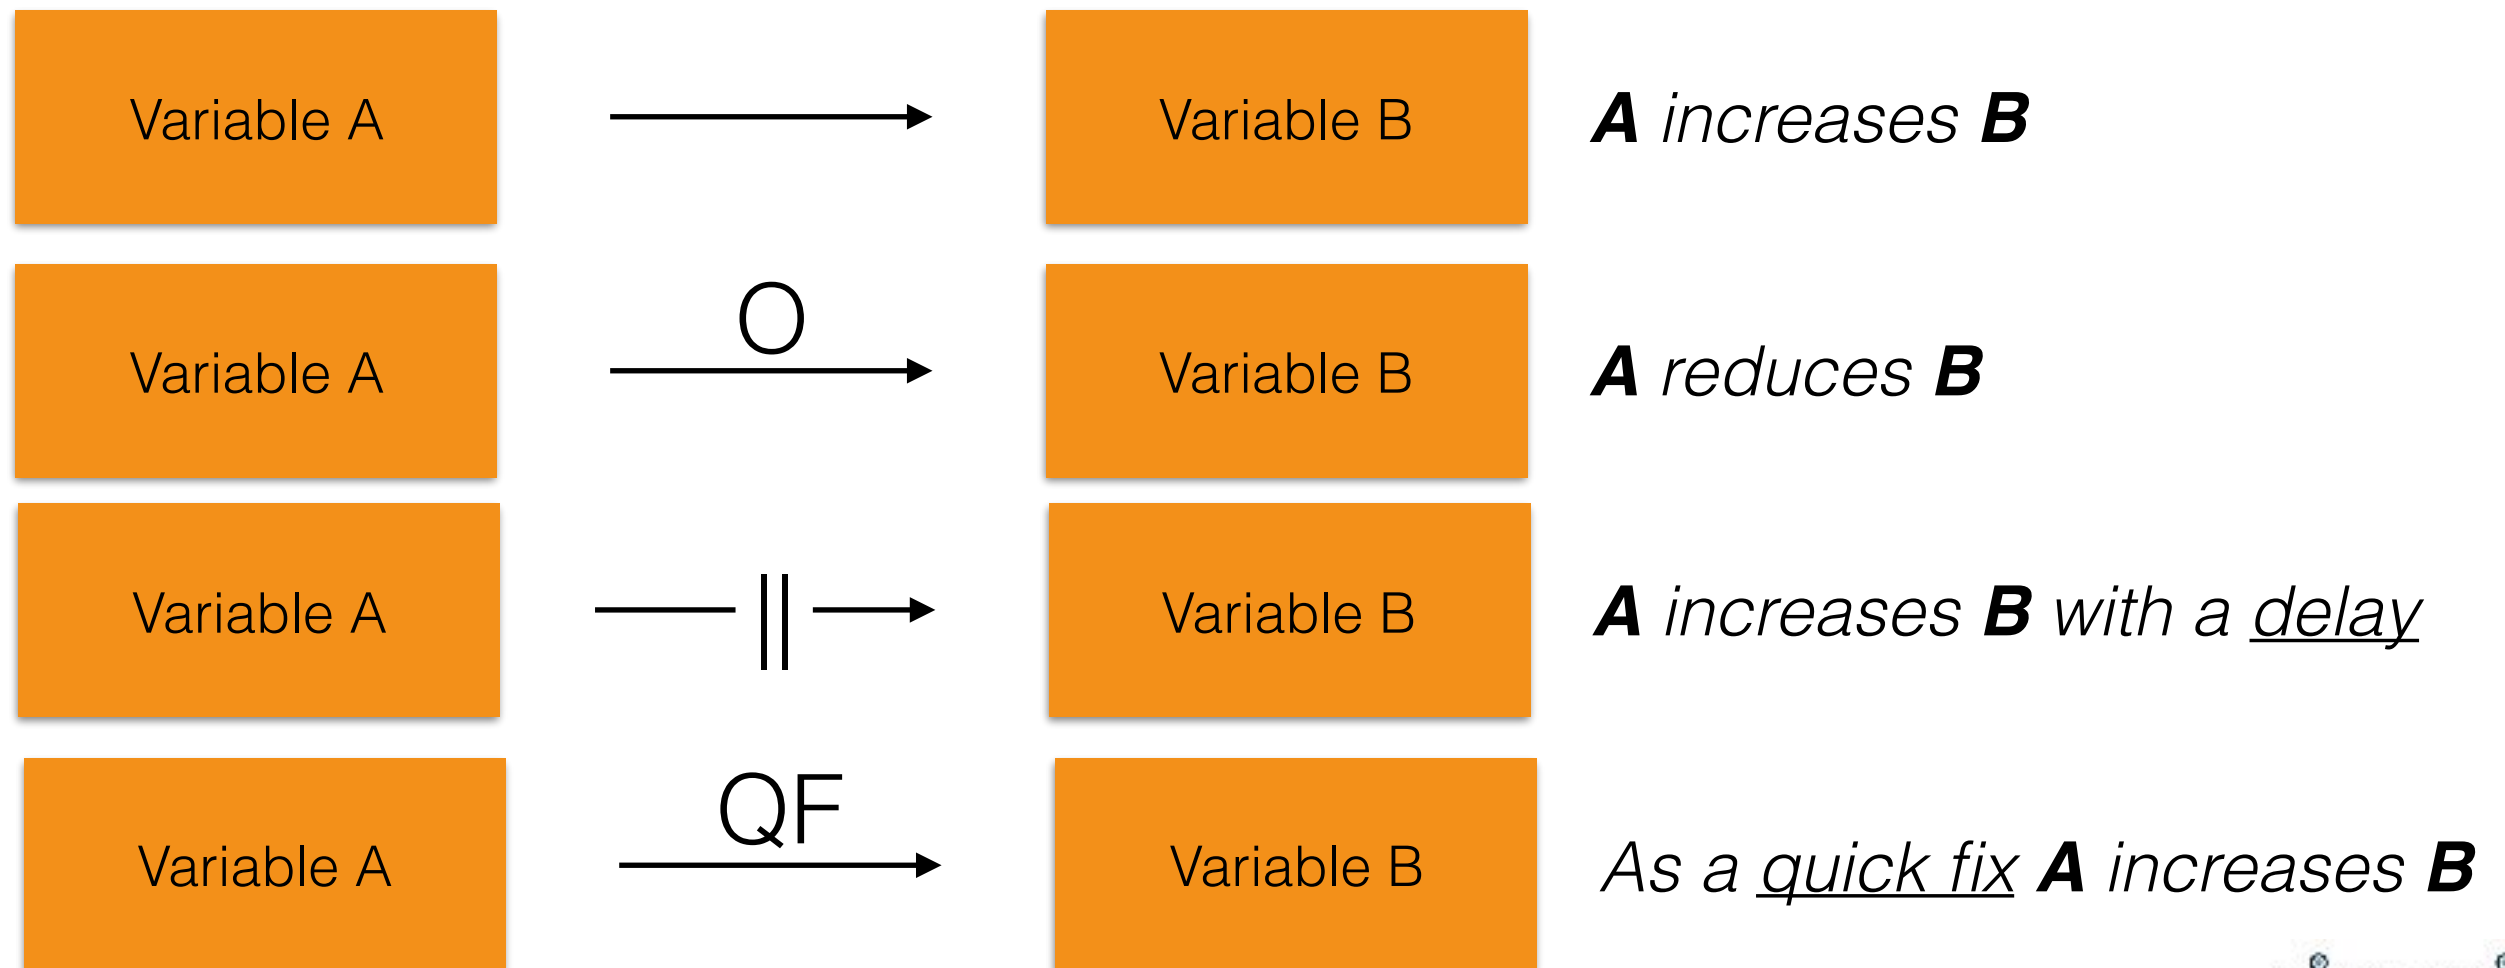 Variable A Variable B A increases B
O
Variable A Variable B A reduces B
Variable A || Variable B A increases B with a delay
QF
Variable A Variable B As a quick fix A increases B